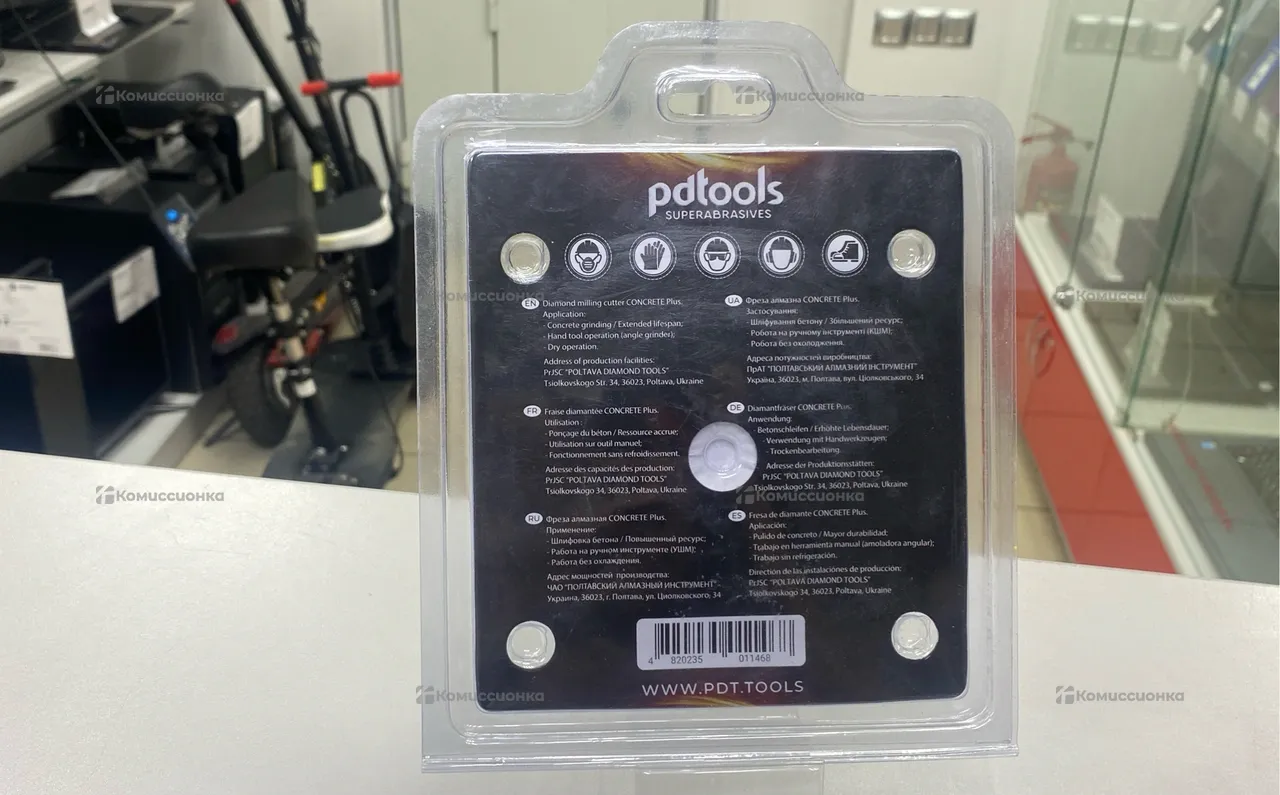 pdtools
SUPERABRASIVES
EN Diamond milling cutter CONCRETE Plus.
Application:
- Concrete grinding / Extended lifespan;
- Hand tool operation (angle grinder);
- Dry operation.
Address of production facilities:
PrJSC "POLTAVA DIAMOND TOOLS"
Tsiolkovskogo Str. 34, 36023, Poltava, Ukraine
UA Фреза алмазна CONCRETE Plus.
Застосування:
- Шліфування бетону / Збільшений ресурс;
- Робота на ручному інструменті (КШМ);
- Робота без охолодження.
Адреса потужностей виробництва:
ПрАТ "ПОЛТАВСЬКИЙ АЛМАЗНИЙ ІНСТРУМЕНТ"
Україна, 36023, м. Полтава, вул. Ціолковського, 34
FR Fraise diamantée CONCRETE Plus.
Utilisation :
- Ponçage du béton / Ressource accrue;
- Utilisation sur outil manuel;
- Fonctionnement sans refroidissement.
Adresse des capacités des production:
PrJSC "POLTAVA DIAMOND TOOLS"
Tsiolkovskogo 34, 36023, Poltava, Ukraine
DE Diamantfräser CONCRETE Plus.
Anwendung:
- Betonschleifen / Erhöhte Lebensdauer;
- Verwendung mit Handwerkzeugen;
- Trockenbearbeitung.
Adresse der Produktionsstätten:
PrJSC "POLTAVA DIAMOND TOOLS"
Tsiolkovskogo Str. 34, 36023, Poltava, Ukraine
RU Фреза алмазная CONCRETE Plus.
Применение:
- Шлифовка бетона / Повышенный ресурс;
- Работа на ручном инструменте (УШМ);
- Работа без охлаждения.
Адрес мощностей производства:
ЧАО "ПОЛТАВСКИЙ АЛМАЗНЫЙ ИНСТРУМЕНТ"
Украина, 36023, г. Полтава, ул. Циолковского, 34
ES Fresa de diamante CONCRETE Plus.
Aplicación:
- Pulido de concreto / Mayor durabilidad;
- Trabajo en herramienta manual (amoladora angular);
- Trabajo sin refrigeración.
Dirección de las instalaciones de producción:
PrJSC "POLTAVA DIAMOND TOOLS"
Tsiolkovskogo 34, 36023, Poltava, Ukraine
4 820235 011468
WWW.PDT.TOOLS
Комиссионка
Комиссионка
Комиссионка
Комиссионка
Комиссионка
Комиссионка
Комиссионка
Комиссионка